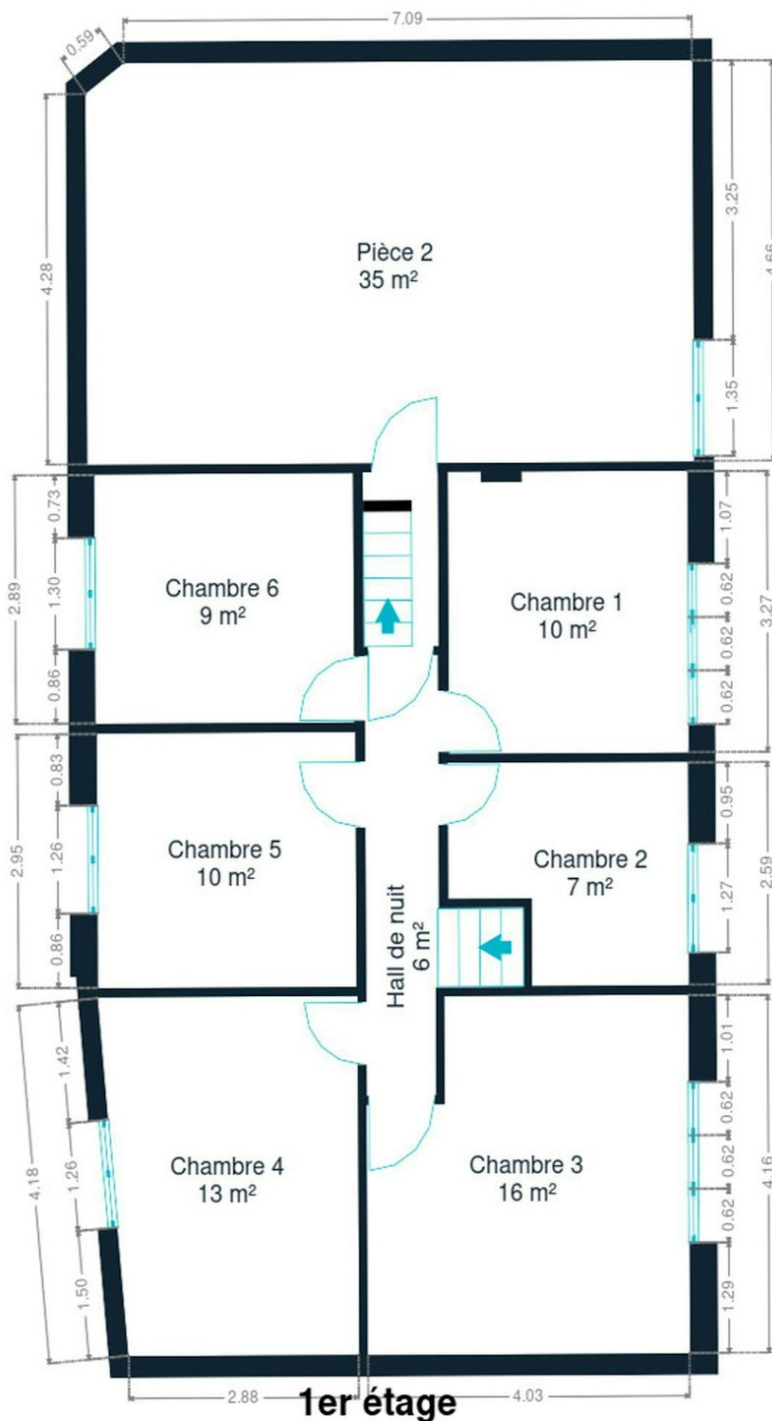 7.09
0.59
3.25
4.66
4.28
Pièce 2
35 m²
1.35
0.73
1.07
2.89
1.30
Chambre 6
9 m²
Chambre 1
10 m²
0.62
0.62
0.62
3.27
0.86
0.83
2.95
1.26
Chambre 5
10 m²
Chambre 2
7 m²
0.95
1.27
2.59
0.86
Hall de nuit
6 m²
1.42
1.01
4.18
1.26
Chambre 4
13 m²
Chambre 3
16 m²
0.62
0.62
0.62
4.16
1.50
1.29
2.88
4.03
1er étage